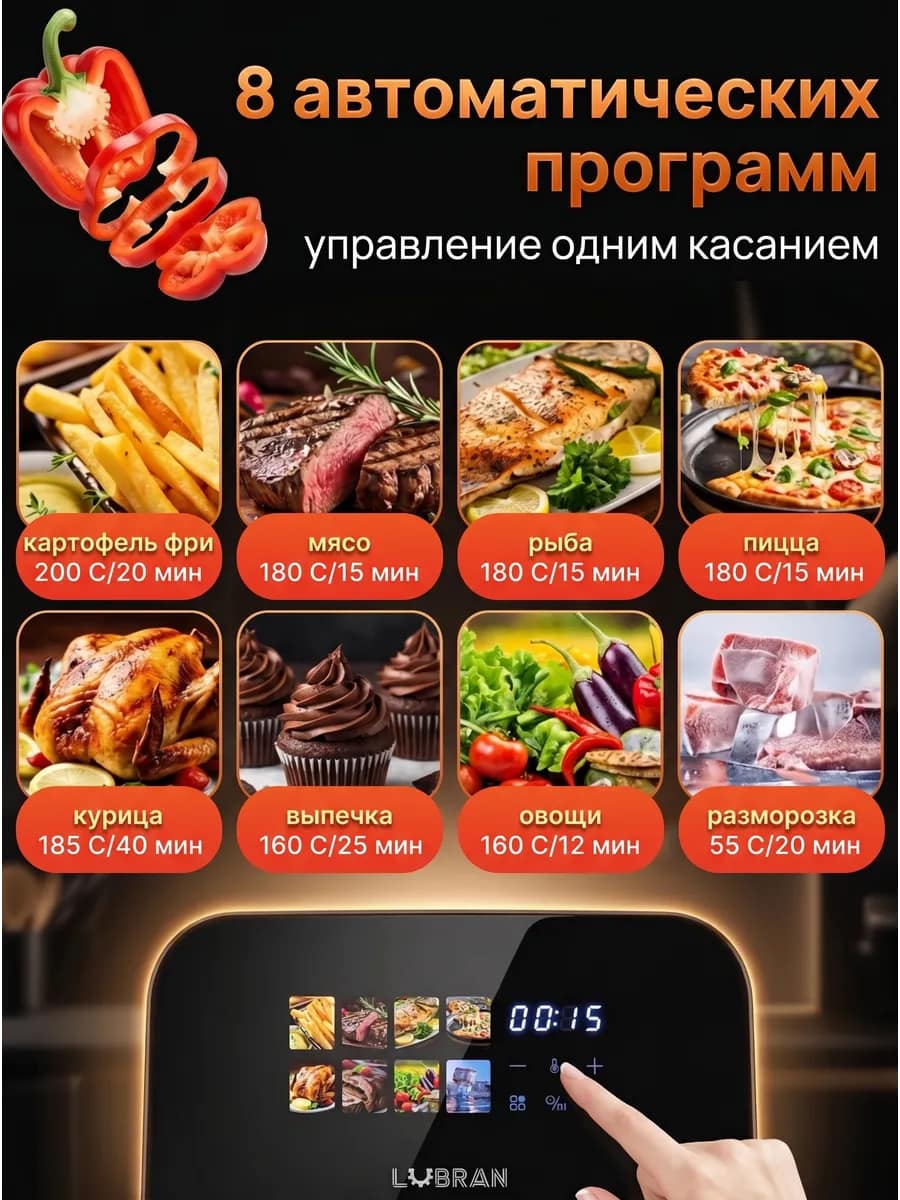 8 автоматических
программ
управление одним касанием
картофель фри
200 С/20 мин
мясо
180 С/15 мин
рыба
180 С/15 мин
пицца
180 С/15 мин
курица
185 С/40 мин
выпечка
160 С/25 мин
овощи
160 С/12 мин
разморозка
55 С/20 мин
00:15
LUBRAN